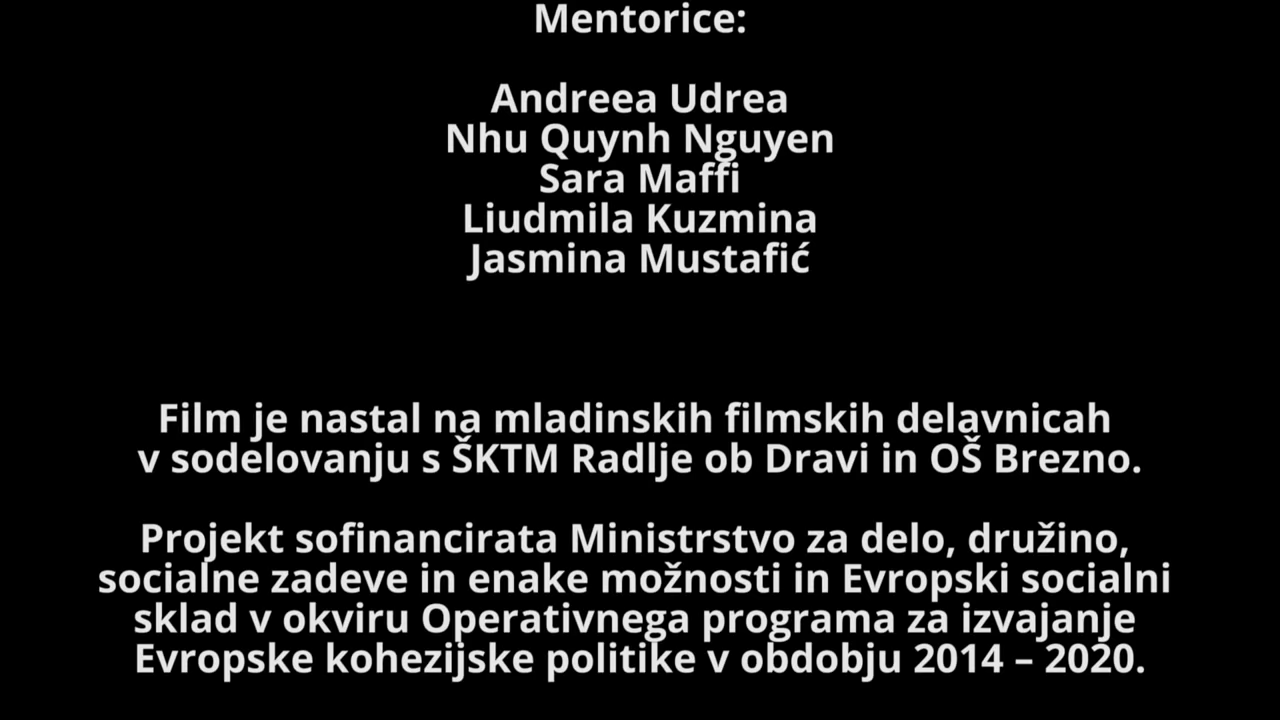 Mentorice:
Andreea Udrea
Nhu Quynh Nguyen
Sara Maffi
Liudmila Kuzmina
Jasmina Mustafić
Film je nastal na mladinskih filmskih delavnicah
v sodelovanju s ŠKTM Radlje ob Dravi in OŠ Brezno.
Projekt sofinancirata Ministrstvo za delo, družino,
socialne zadeve in enake možnosti in Evropski socialni
sklad v okviru Operativnega programa za izvajanje
Evropske kohezijske politike v obdobju 2014 – 2020.